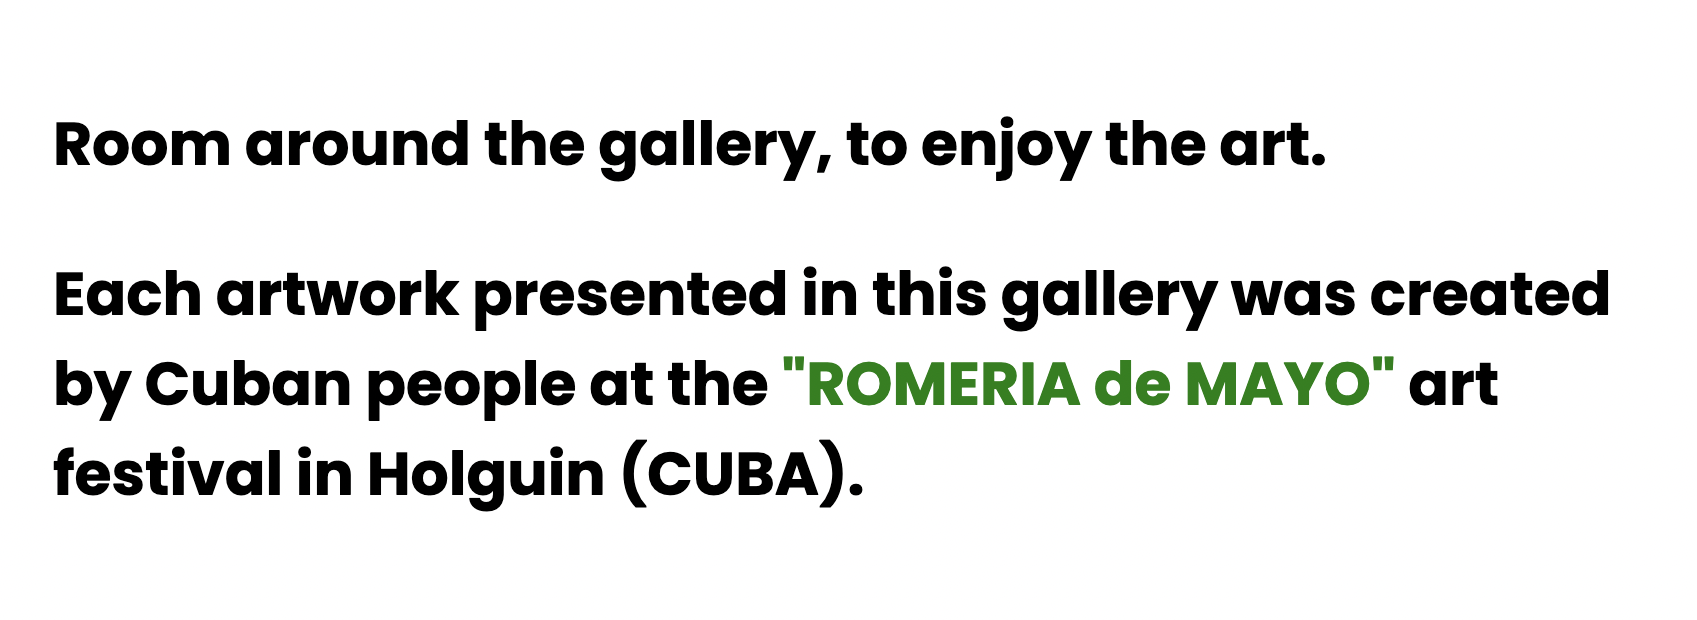 Room around the gallery, to enjoy the art.
Each artwork presented in this gallery was created
by Cuban people at the "ROMERIA de MAYO" art
festival in Holguin (CUBA).